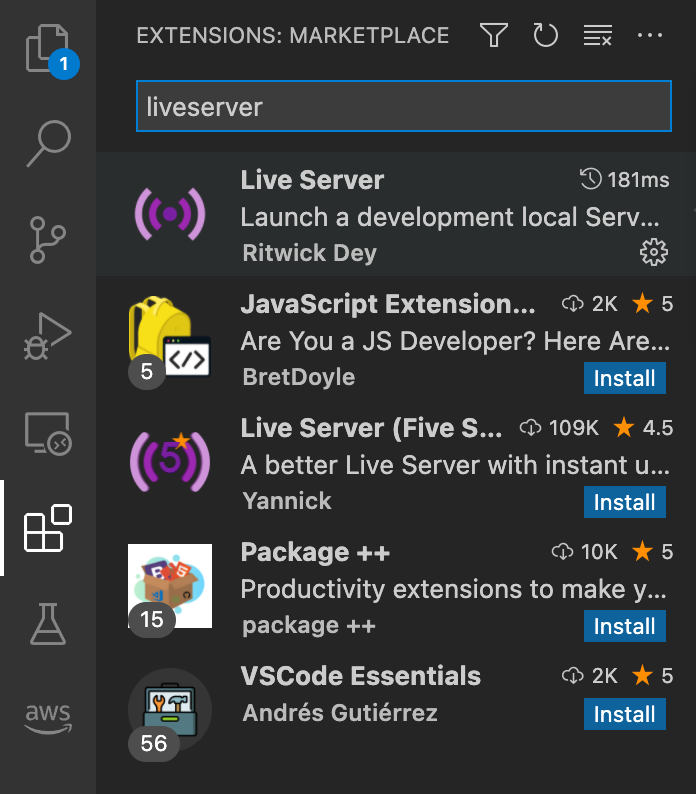 EXTENSIONS: MARKETPLACE
1
liveserver
Live Server 181ms
Launch a development local Serv...
Ritwick Dey
JavaScript Extension... 2K 5
Are You a JS Developer? Here Are...
5
</>
BretDoyle Install
Live Server (Five S... 109K 4.5
5
A better Live Server with instant u...
Yannick Install
Package ++ 10K 5
Productivity extensions to make y...
15
package ++ Install
VSCode Essentials 2K 5
Andrés Gutiérrez Install
56
aws